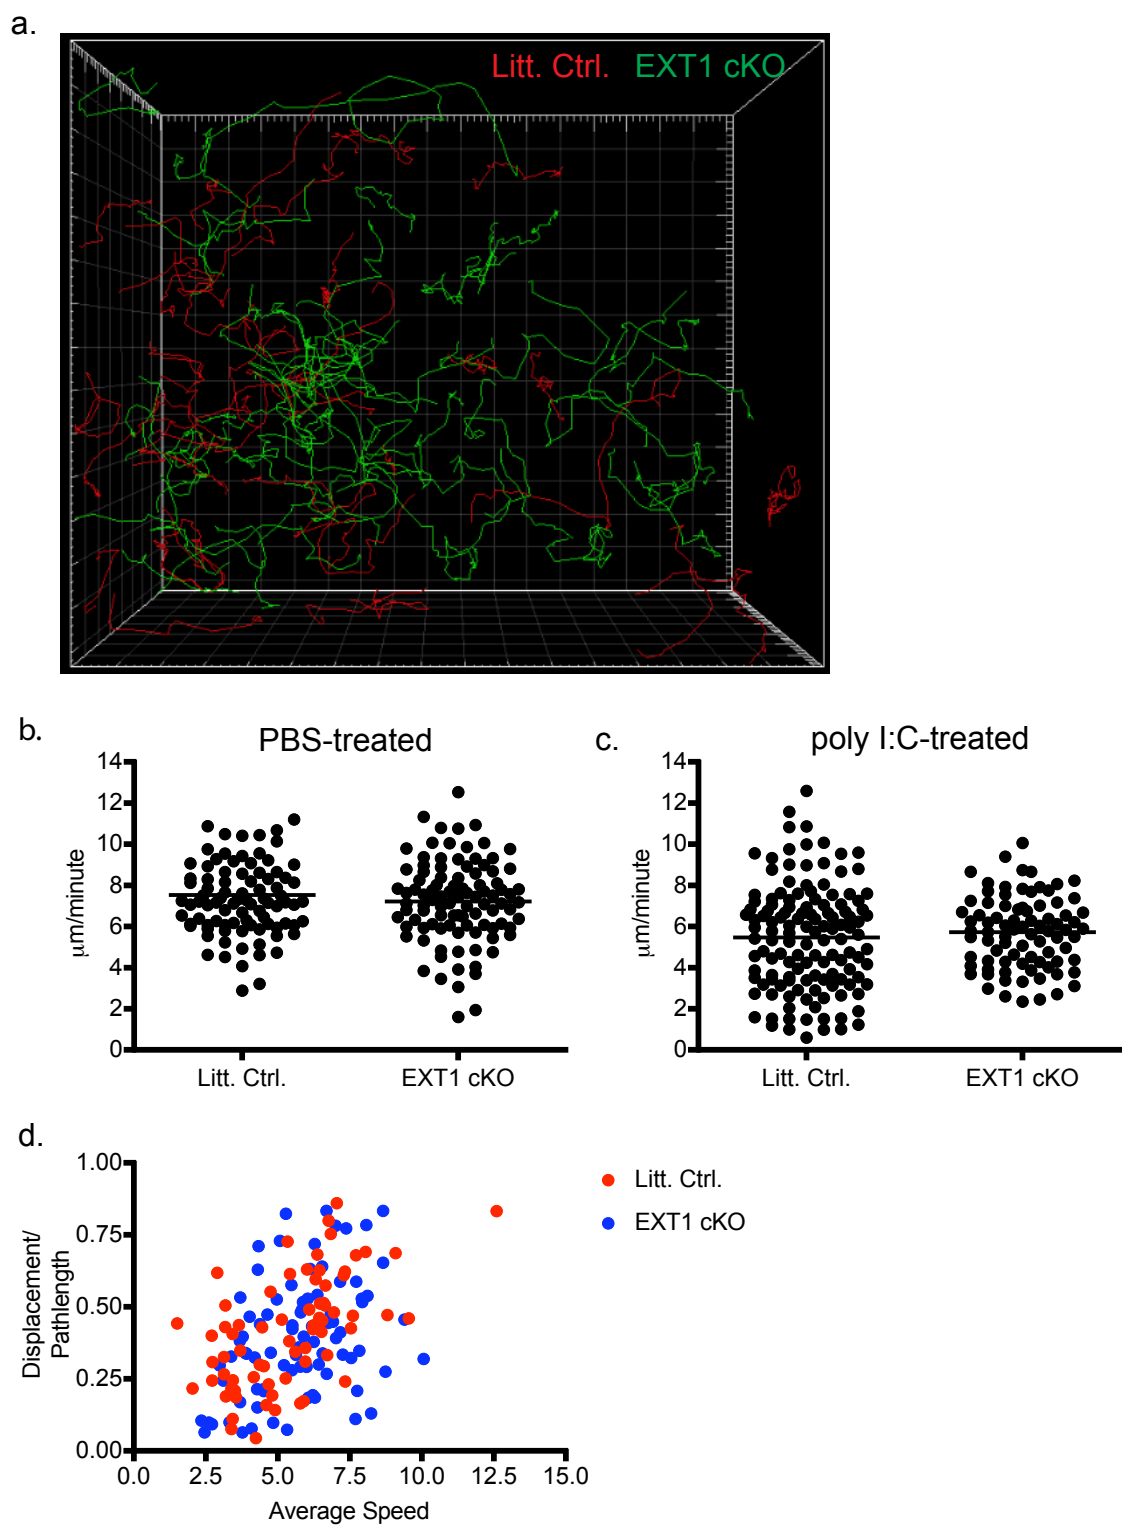 a.
Litt. Ctrl. EXT1 cKO
b.
PBS-treated
μm/minute
14
12
10
8
6
4
2
0
Litt. Ctrl.
EXT1 cKO
c.
poly I:C-treated
μm/minute
14
12
10
8
6
4
2
0
Litt. Ctrl.
EXT1 cKO
d.
Displacement/
Pathlength
1.00
0.75
0.50
0.25
0.00
0.0
2.5
5.0
7.5
10.0
12.5
15.0
Average Speed
Litt. Ctrl.
EXT1 cKO